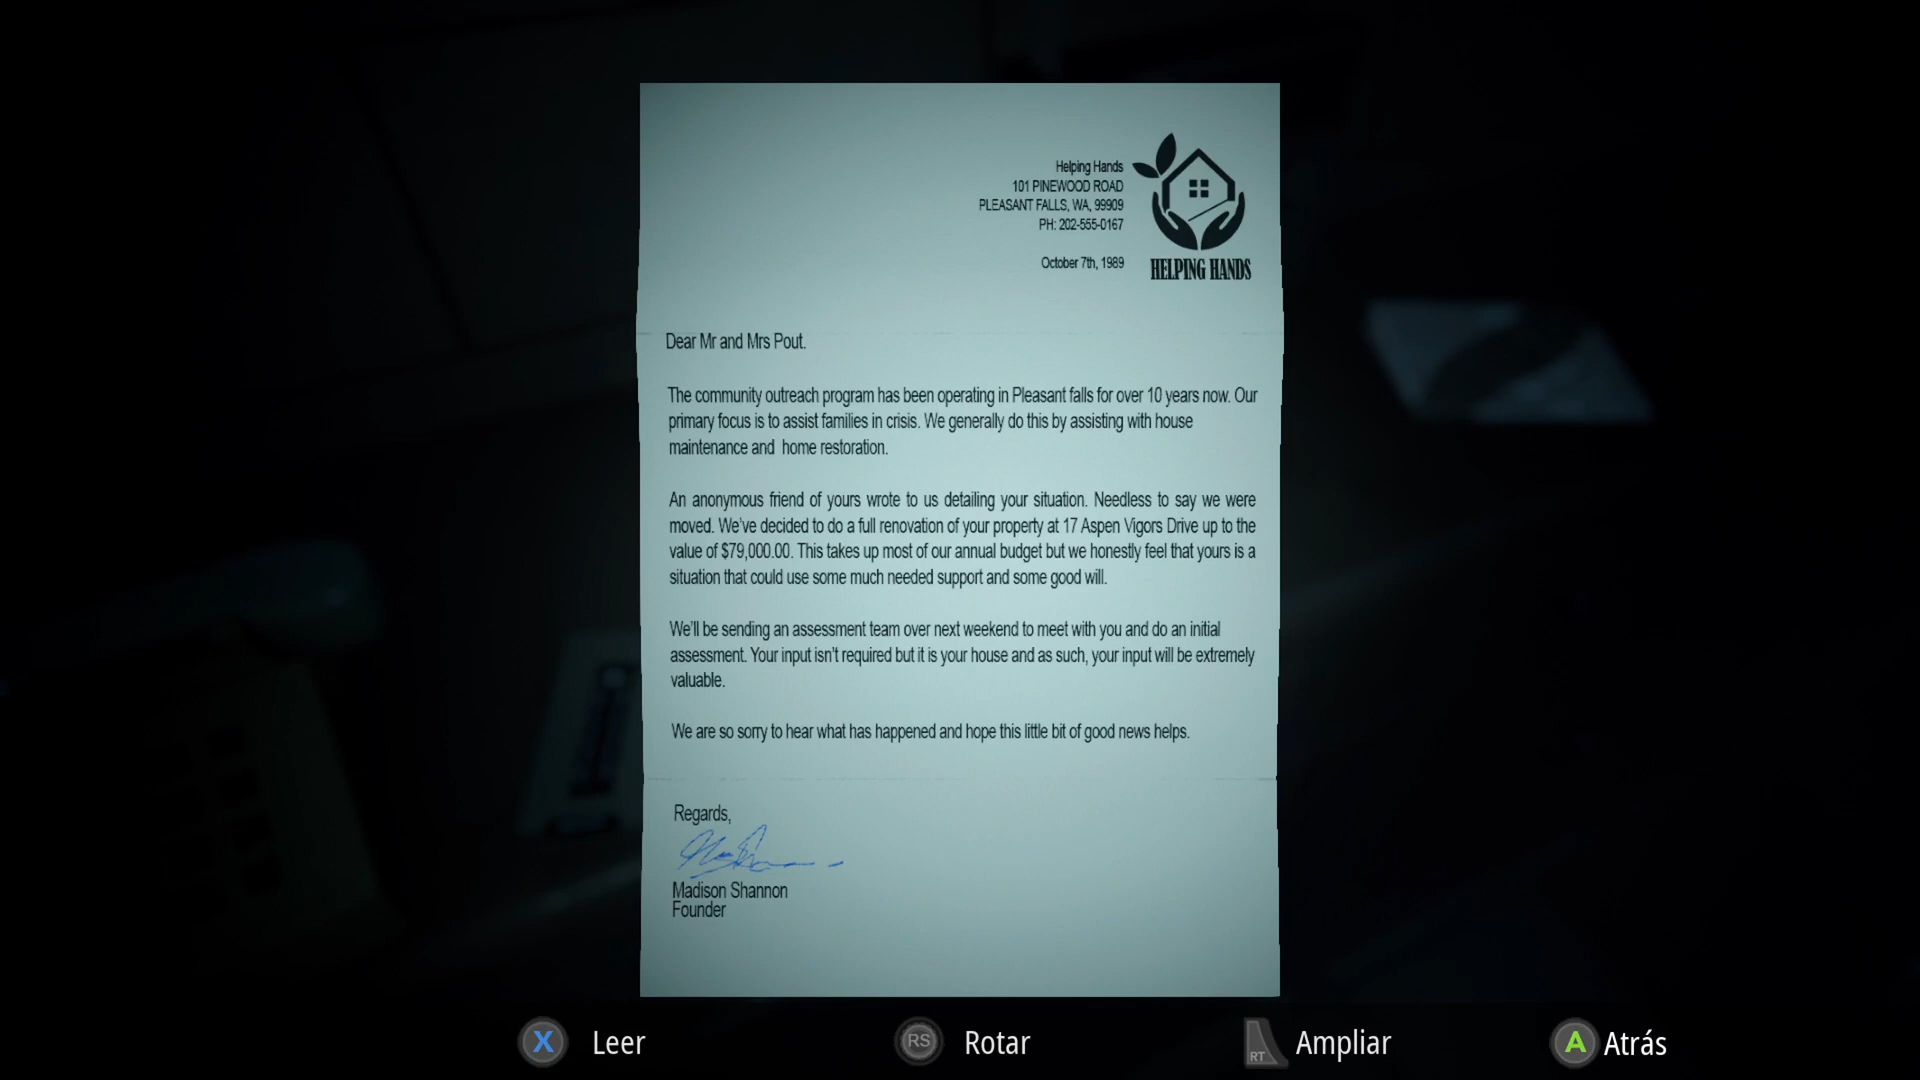 Helping Hands
101 PINEWOOD ROAD
PLEASANT FALLS, WA, 99909
PH: 202-555-0167
October 7th, 1989
HELPING HANDS
Dear Mr and Mrs Pout.
The community outreach program has been operating in Pleasant falls for over 10 years now. Our
primary focus is to assist families in crisis. We generally do this by assisting with house
maintenance and  home restoration.
An anonymous friend of yours wrote to us detailing your situation. Needless to say we were
moved. We've decided to do a full renovation of your property at 17 Aspen Vigors Drive up to the
value of $79,000.00. This takes up most of our annual budget but we honestly feel that yours is a
situation that could use some much needed support and some good will.
We'll be sending an assessment team over next weekend to meet with you and do an initial
assessment. Your input isn't required but it is your house and as such, your input will be extremely
valuable.
We are so sorry to hear what has happened and hope this little bit of good news helps.
Regards,
Madison Shannon
Founder
X Leer
RS Rotar
RT Ampliar
A Atrás